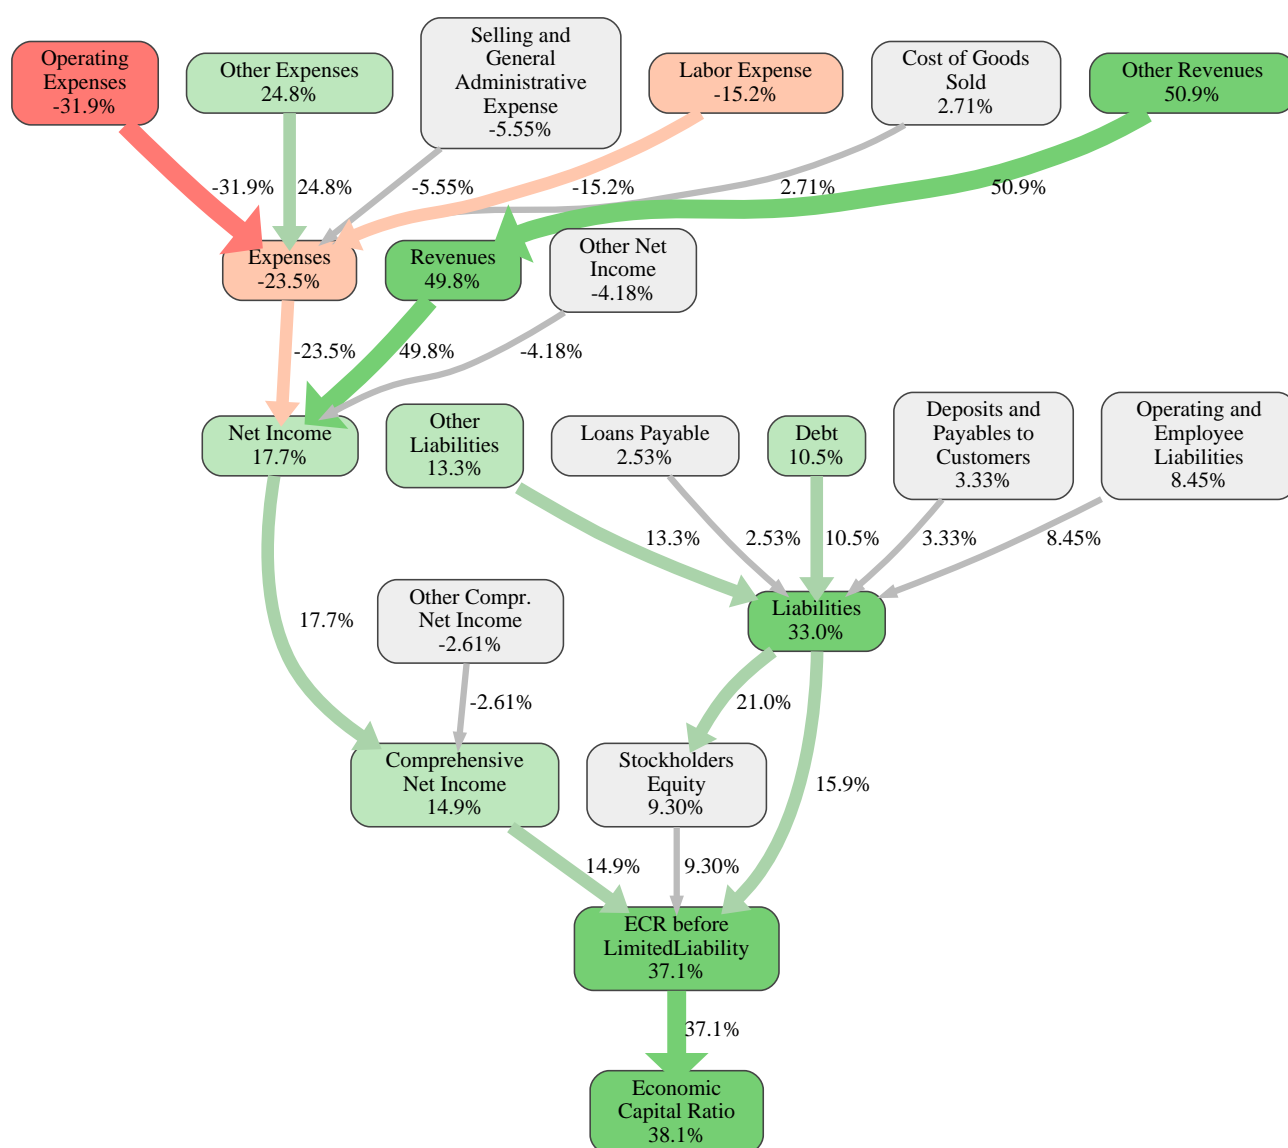 Operating
Expenses
-31.9%
Other Expenses
24.8%
Selling and
General
Administrative
Expense
-5.55%
Labor Expense
-15.2%
Cost of Goods
Sold
2.71%
Other Revenues
50.9%
-31.9%
24.8%
-5.55%
-15.2%
2.71%
50.9%
Expenses
-23.5%
Revenues
49.8%
Other Net
Income
-4.18%
-23.5%
49.8%
-4.18%
Net Income
17.7%
Other
Liabilities
13.3%
Loans Payable
2.53%
Debt
10.5%
Deposits and
Payables to
Customers
3.33%
Operating and
Employee
Liabilities
8.45%
13.3%
2.53%
10.5%
3.33%
8.45%
17.7%
Other Compr.
Net Income
-2.61%
Liabilities
33.0%
-2.61%
21.0%
15.9%
Comprehensive
Net Income
14.9%
Stockholders
Equity
9.30%
14.9%
9.30%
ECR before
LimitedLiability
37.1%
37.1%
Economic
Capital Ratio
38.1%